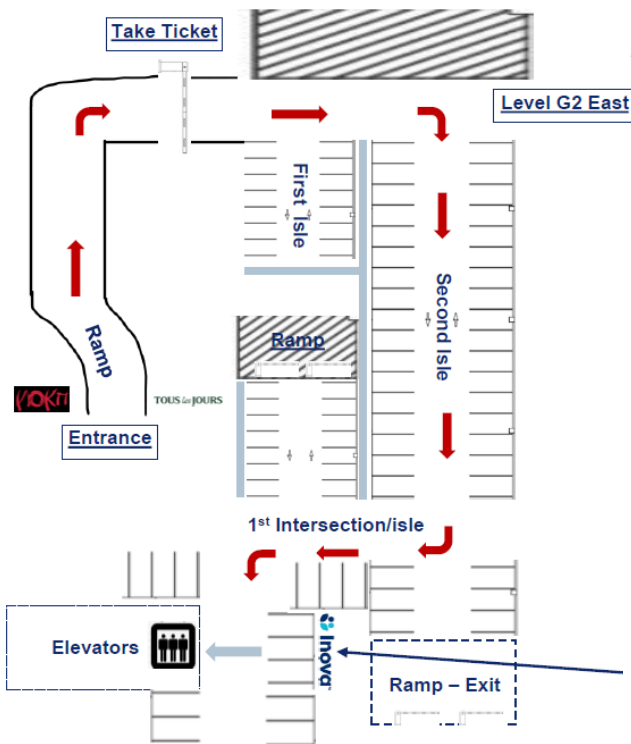 Take Ticket
Level G2 East
First Isle
Second Isle
Ramp
Ramp
TOUS les JOURS
Entrance
1st Intersection/isle
Elevators
Inova
Ramp – Exit